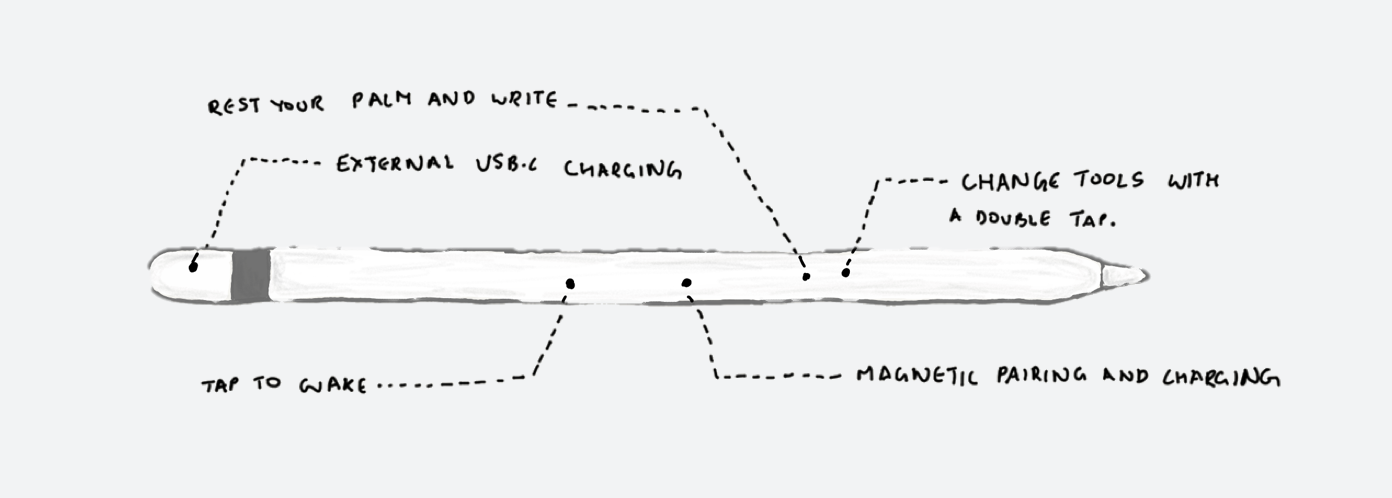 REST YOUR PALM AND WRITE
EXTERNAL USB-C CHARGING
CHANGE TOOLS WITH
A DOUBLE TAP.
TAP TO WAKE
MAGNETIC PAIRING AND CHARGING